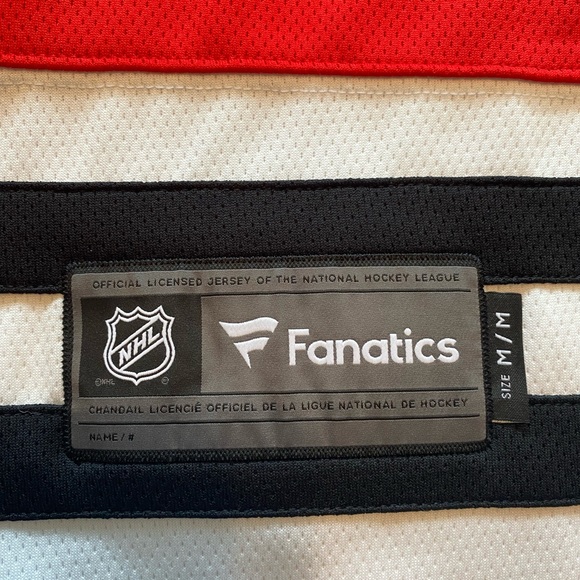 OFFICIAL LICENSED JERSEY OF THE NATIONAL HOCKEY LEAGUE
NHL
©NHL
©
Fanatics
CHANDAIL LICENCIÉ OFFICIEL DE LA LIGUE NATIONAL DE HOCKEY
NAME / #
SIZE M/M